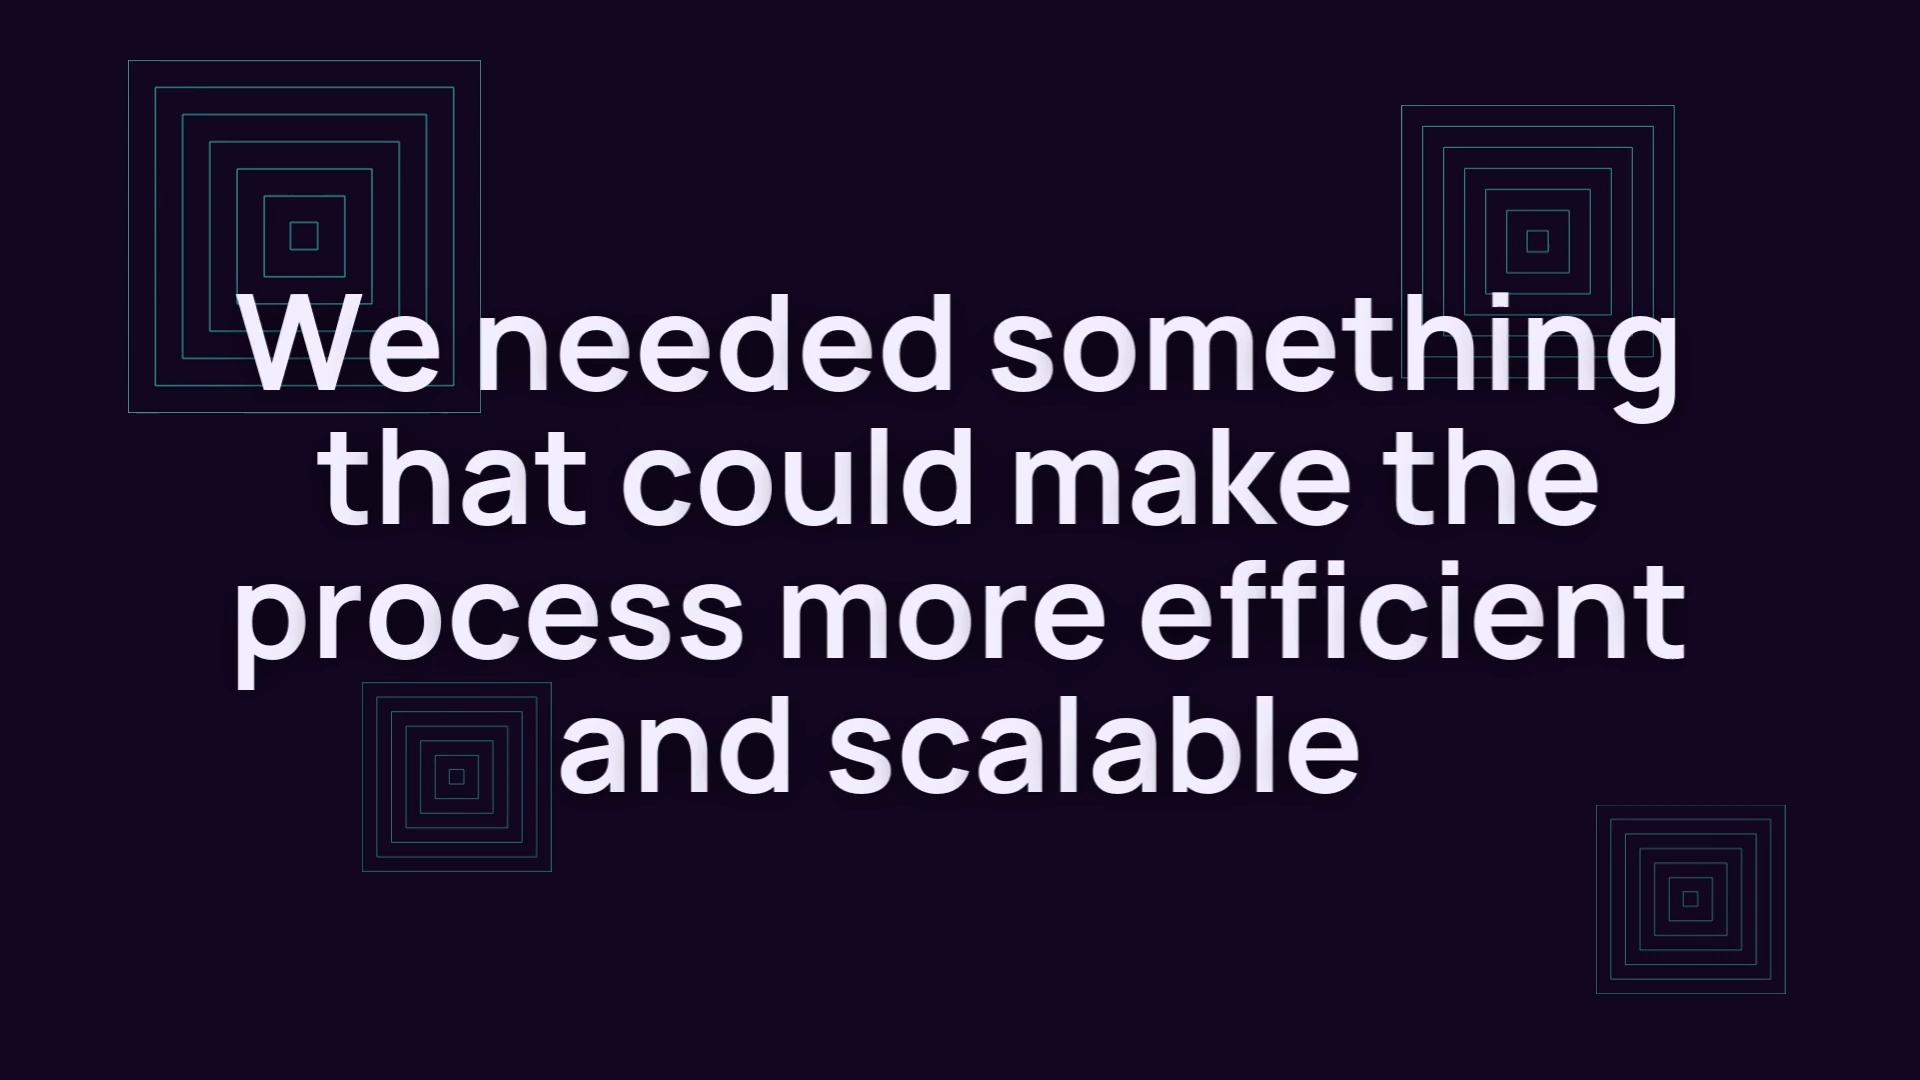 We needed something
that could make the
process more efficient
and scalable